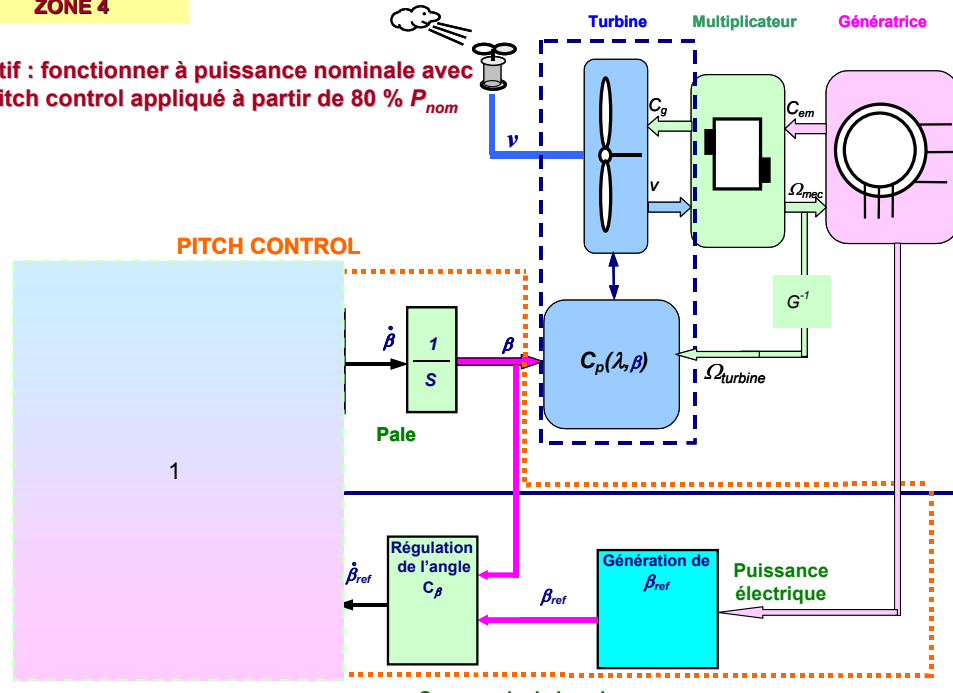 ZONE 4
Turbine
Multiplicateur
Génératrice
tif : fonctionner à puissance nominale avec
itch control appliqué à partir de 80 % Pnom
Cg
Cem
v
v
Ωmec
PITCH CONTROL
G-1
β̇
1
S
β
Cp(λ,β)
Ωturbine
Pale
1
Régulation
de l'angle
Cβ
Génération de
βref
β̇ref
βref
Puissance
électrique